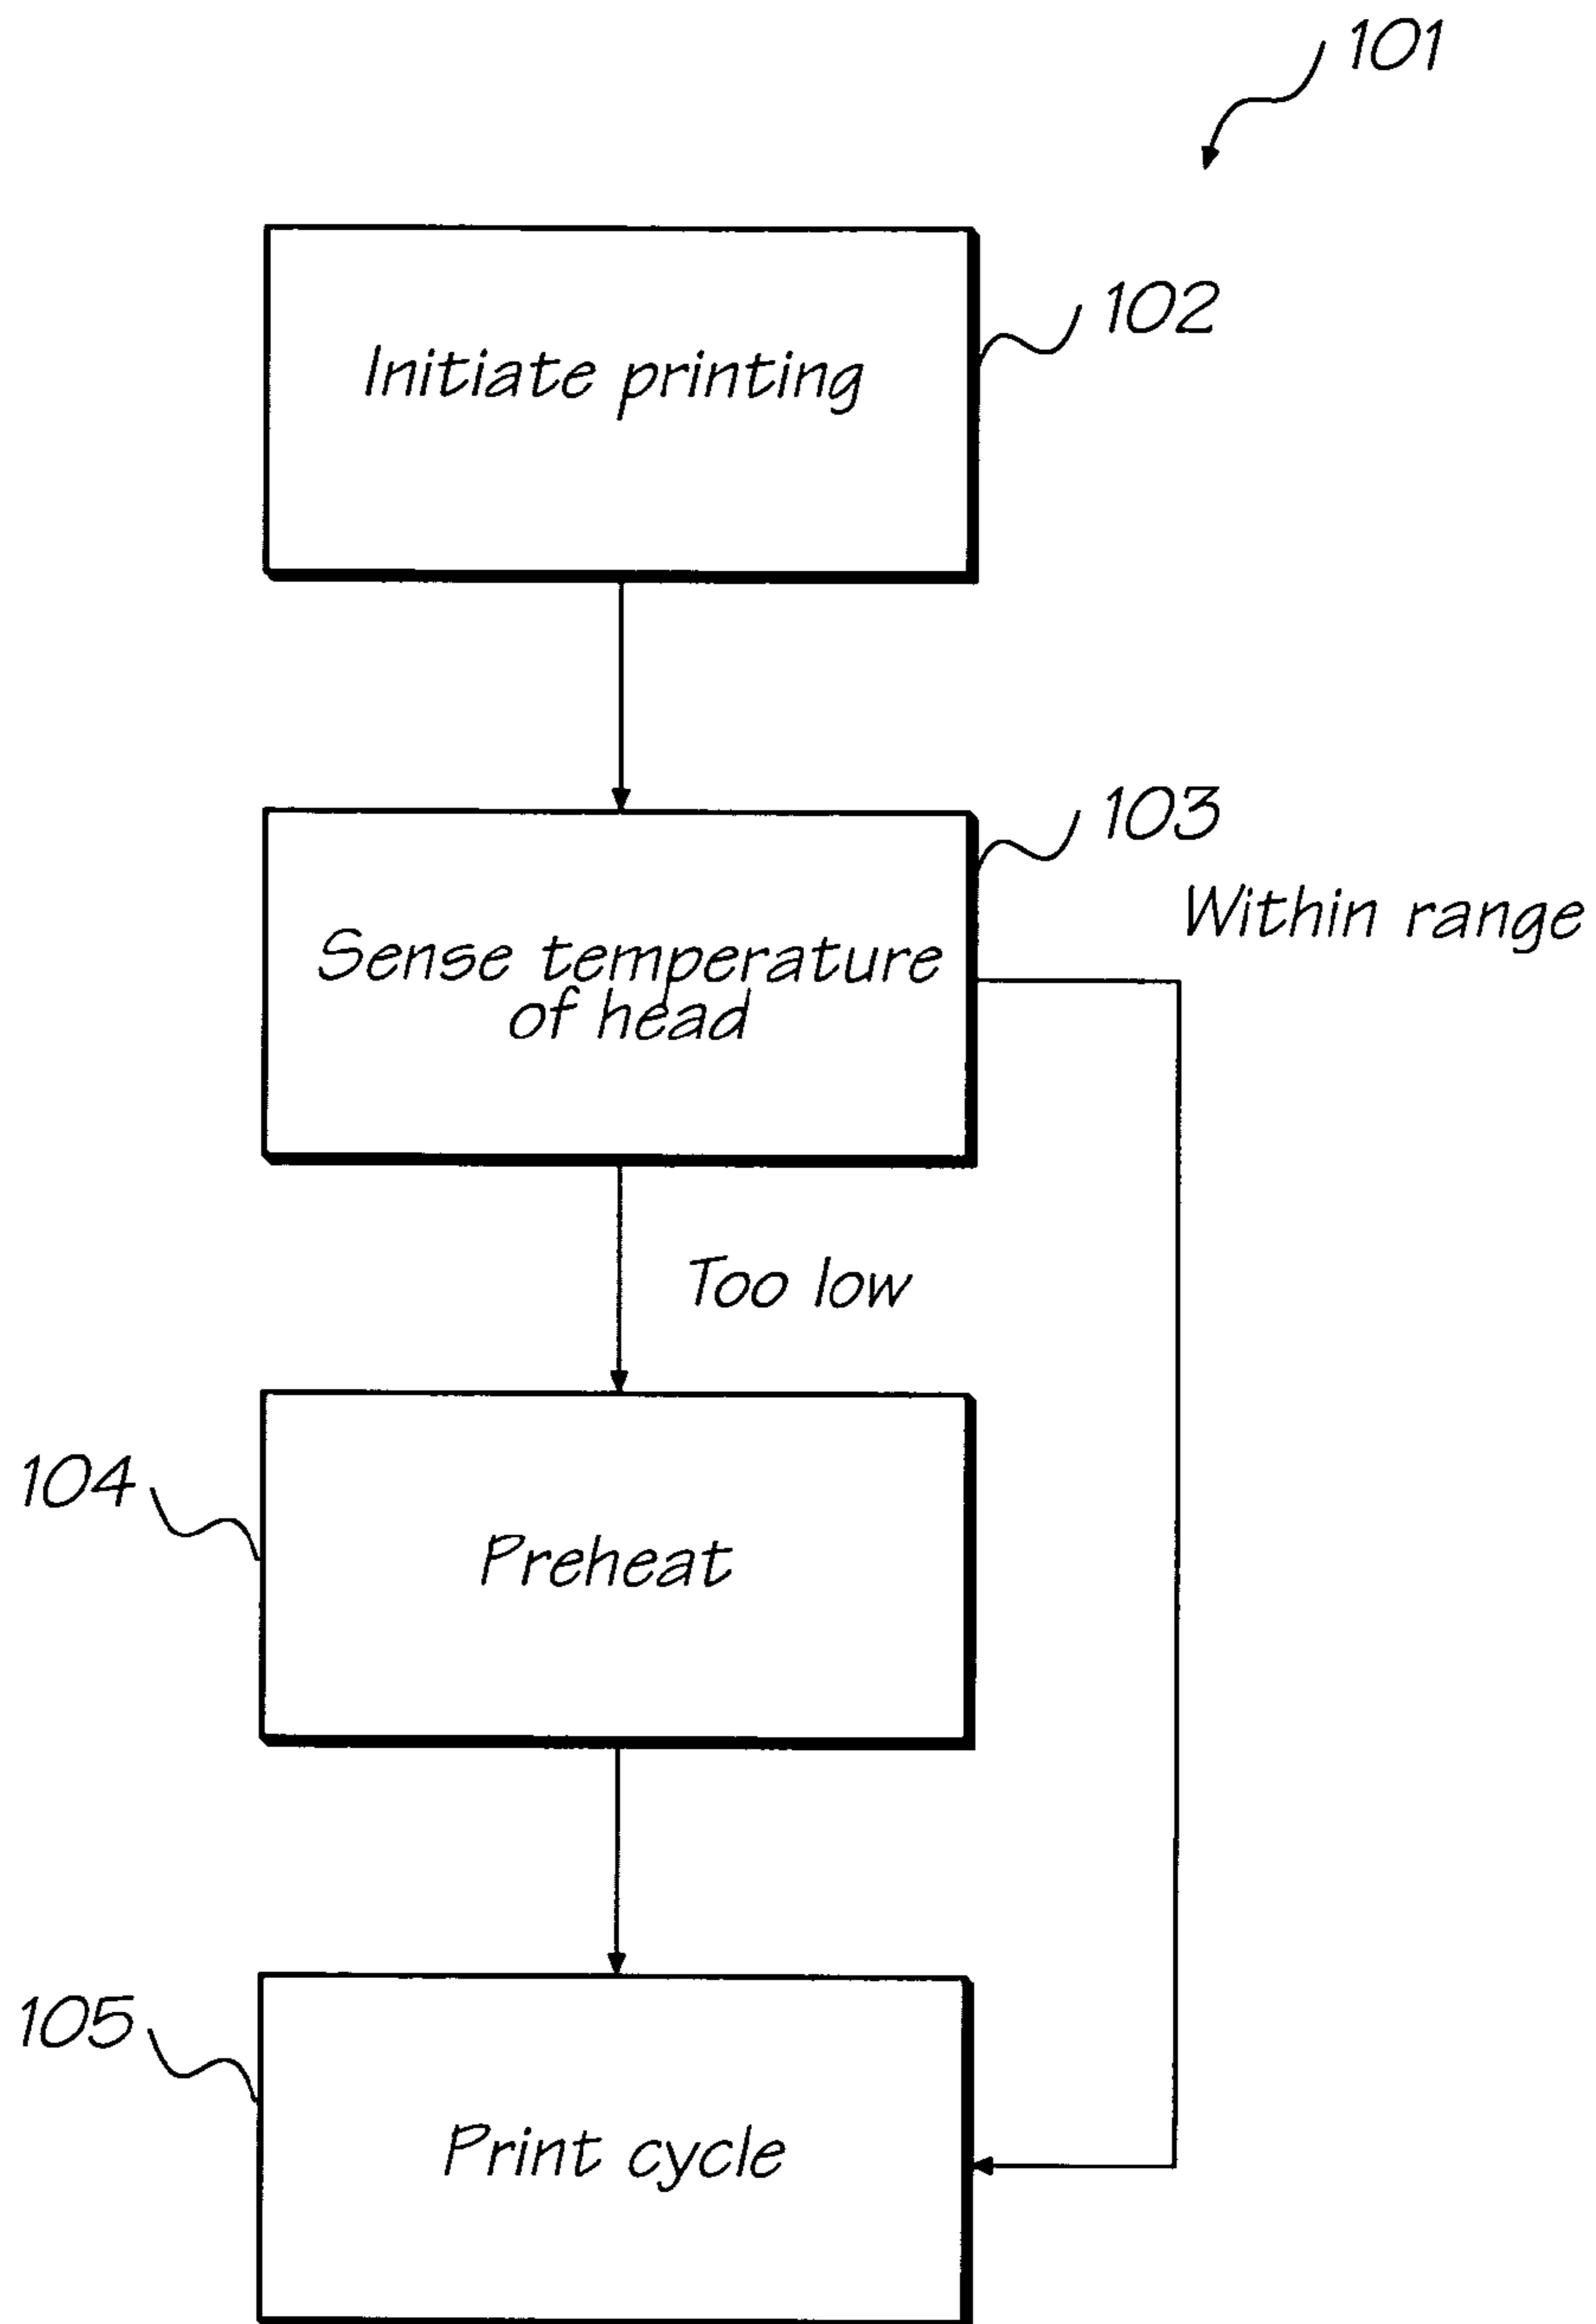 101
Initiate printing
102
103
Within range
Sense temperature
of head
Too low
104
Preheat
105
Print cycle